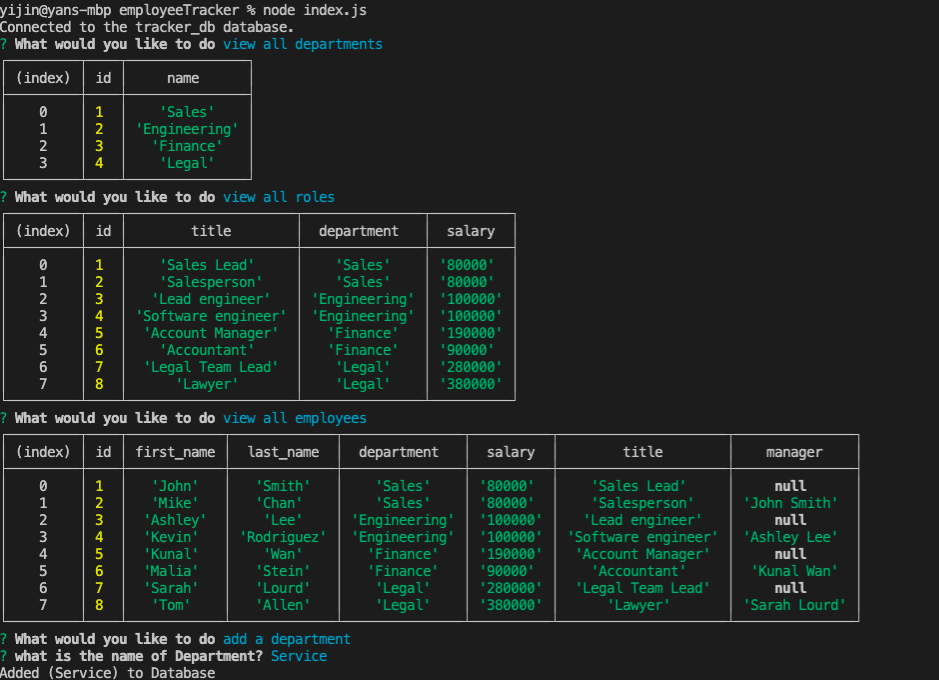 yijin@yans-mbp employeeTracker % node index.js
Connected to the tracker_db database.
? What would you like to do view all departments
(index) id name
0 1 'Sales'
1 2 'Engineering'
2 3 'Finance'
3 4 'Legal'
? What would you like to do view all roles
(index) id title department salary
0 1 'Sales Lead' 'Sales' '80000'
1 2 'Salesperson' 'Sales' '80000'
2 3 'Lead engineer' 'Engineering' '100000'
3 4 'Software engineer' 'Engineering' '100000'
4 5 'Account Manager' 'Finance' '190000'
5 6 'Accountant' 'Finance' '90000'
6 7 'Legal Team Lead' 'Legal' '280000'
7 8 'Lawyer' 'Legal' '380000'
? What would you like to do view all employees
(index) id first_name last_name department salary title manager
0 1 'John' 'Smith' 'Sales' '80000' 'Sales Lead' null
1 2 'Mike' 'Chan' 'Sales' '80000' 'Salesperson' 'John Smith'
2 3 'Ashley' 'Lee' 'Engineering' '100000' 'Lead engineer' null
3 4 'Kevin' 'Rodriguez' 'Engineering' '100000' 'Software engineer' 'Ashley Lee'
4 5 'Kunal' 'Wan' 'Finance' '190000' 'Account Manager' null
5 6 'Malia' 'Stein' 'Finance' '90000' 'Accountant' 'Kunal Wan'
6 7 'Sarah' 'Lourd' 'Legal' '280000' 'Legal Team Lead' null
7 8 'Tom' 'Allen' 'Legal' '380000' 'Lawyer' 'Sarah Lourd'
? What would you like to do add a department
? what is the name of Department? Service
Added (Service) to Database